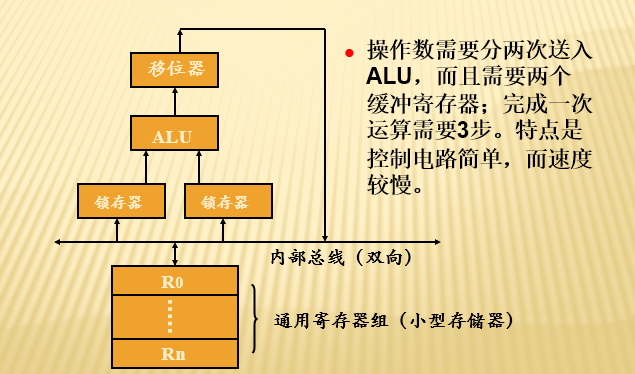 移位器
ALU
锁存器
锁存器
内部总线（双向）
R0
Rn
通用寄存器组（小型存储器）
操作数需要分两次送入
ALU，而且需要两个
缓冲寄存器；完成一次
运算需要3步。特点是
控制电路简单，而速度
较慢。